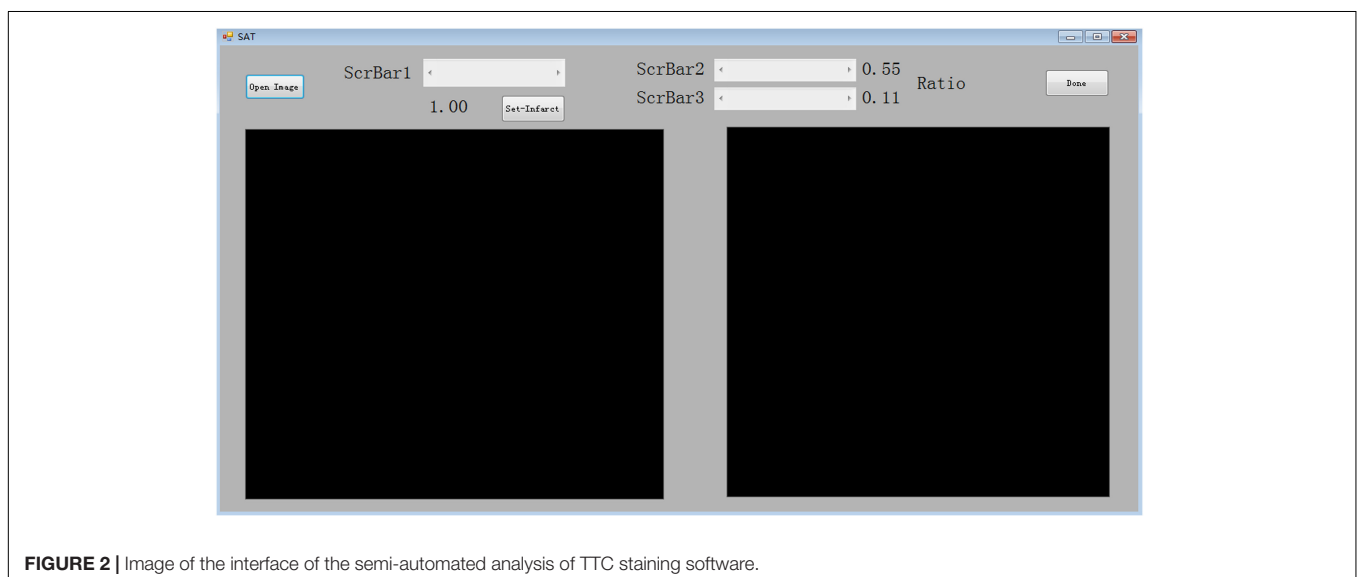 SAT
Open Image
ScrBar1
1.00
Set-Infarct
ScrBar2
0.55
ScrBar3
0.11
Ratio
Done
FIGURE 2 | Image of the interface of the semi-automated analysis of TTC staining software.